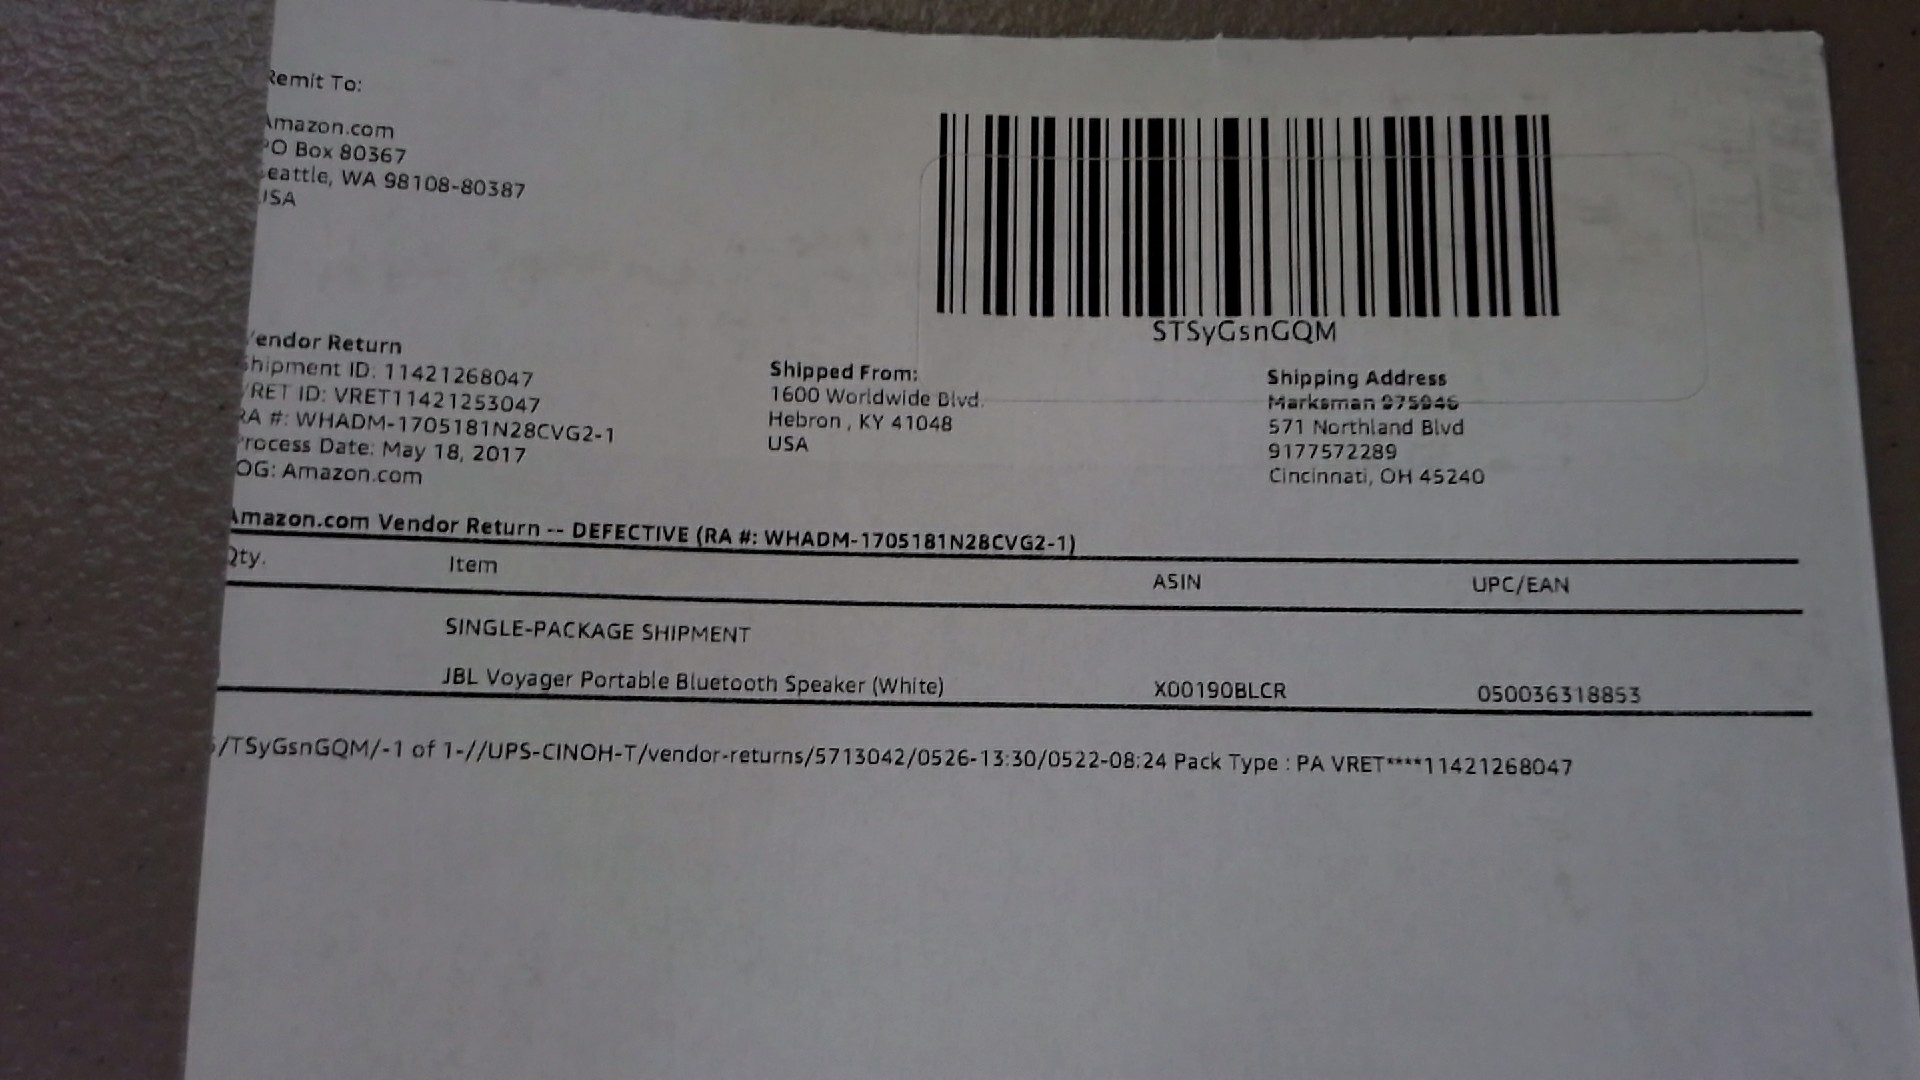 Remit To:
Amazon.com
PO Box 80367
eattle, WA 98108-80387
USA
STSyGsnGQM
Vendor Return
Shipment ID: 11421268047
VRET ID: VRET11421253047
RA #: WHADM-1705181N28CVG2-1
Process Date: May 18, 2017
OG: Amazon.com
Shipped From:
1600 Worldwide Blvd.
Hebron , KY 41048
USA
Shipping Address
Marksman 975946
571 Northland Blvd
9177572289
Cincinnati, OH 45240
Amazon.com Vendor Return -- DEFECTIVE (RA #: WHADM-1705181N28CVG2-1)
Qty. Item ASIN UPC/EAN
SINGLE-PACKAGE SHIPMENT
JBL Voyager Portable Bluetooth Speaker (White) X00190BLCR 050036318853
/TSyGsnGQM/-1 of 1-//UPS-CINOH-T/vendor-returns/5713042/0526-13:30/0522-08:24 Pack Type : PA VRET****11421268047